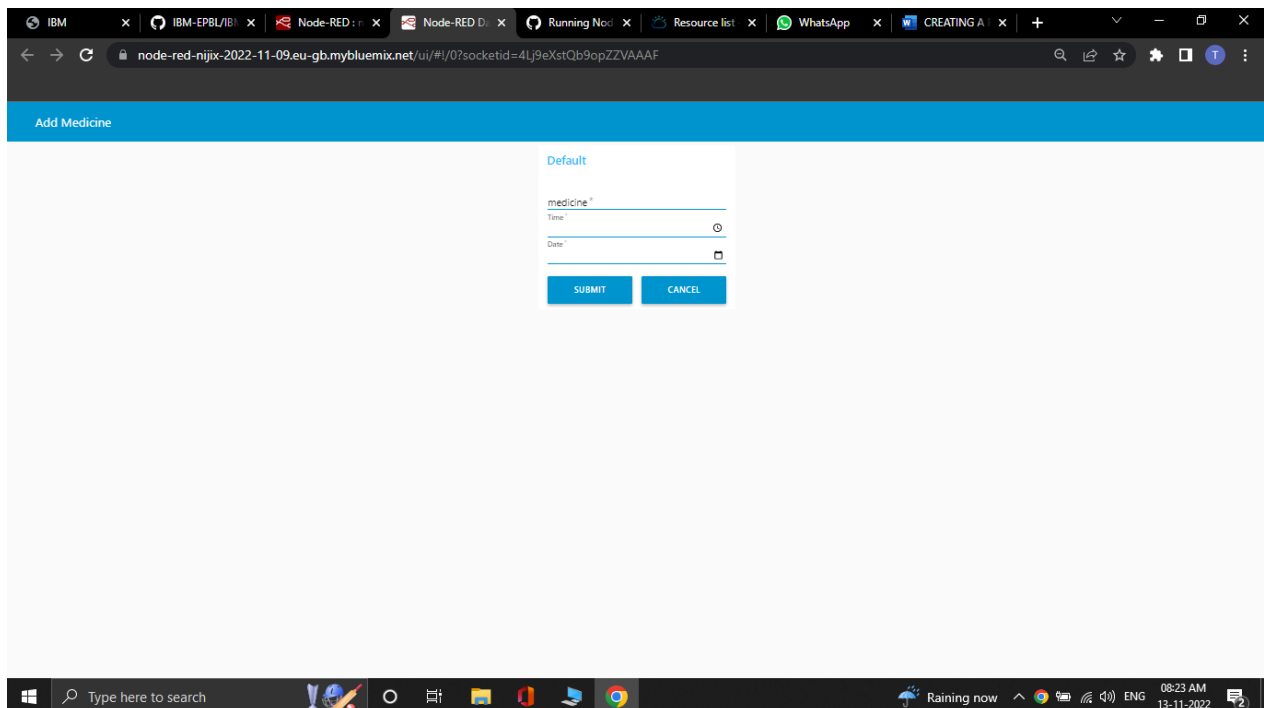 IBM
IBM-EPBL/IBM
Node-RED : n
Node-RED Da
Running Nod
Resource list
WhatsApp
CREATING A
node-red-nijix-2022-11-09.eu-gb.mybluemix.net/ui/#!/0?socketid=4Lj9eXstQb9opZZVAAAF
T
Add Medicine
Default
medicine *
Time *
Date *
SUBMIT CANCEL
Type here to search
Raining now
ENG
08:23 AM
13-11-2022
2